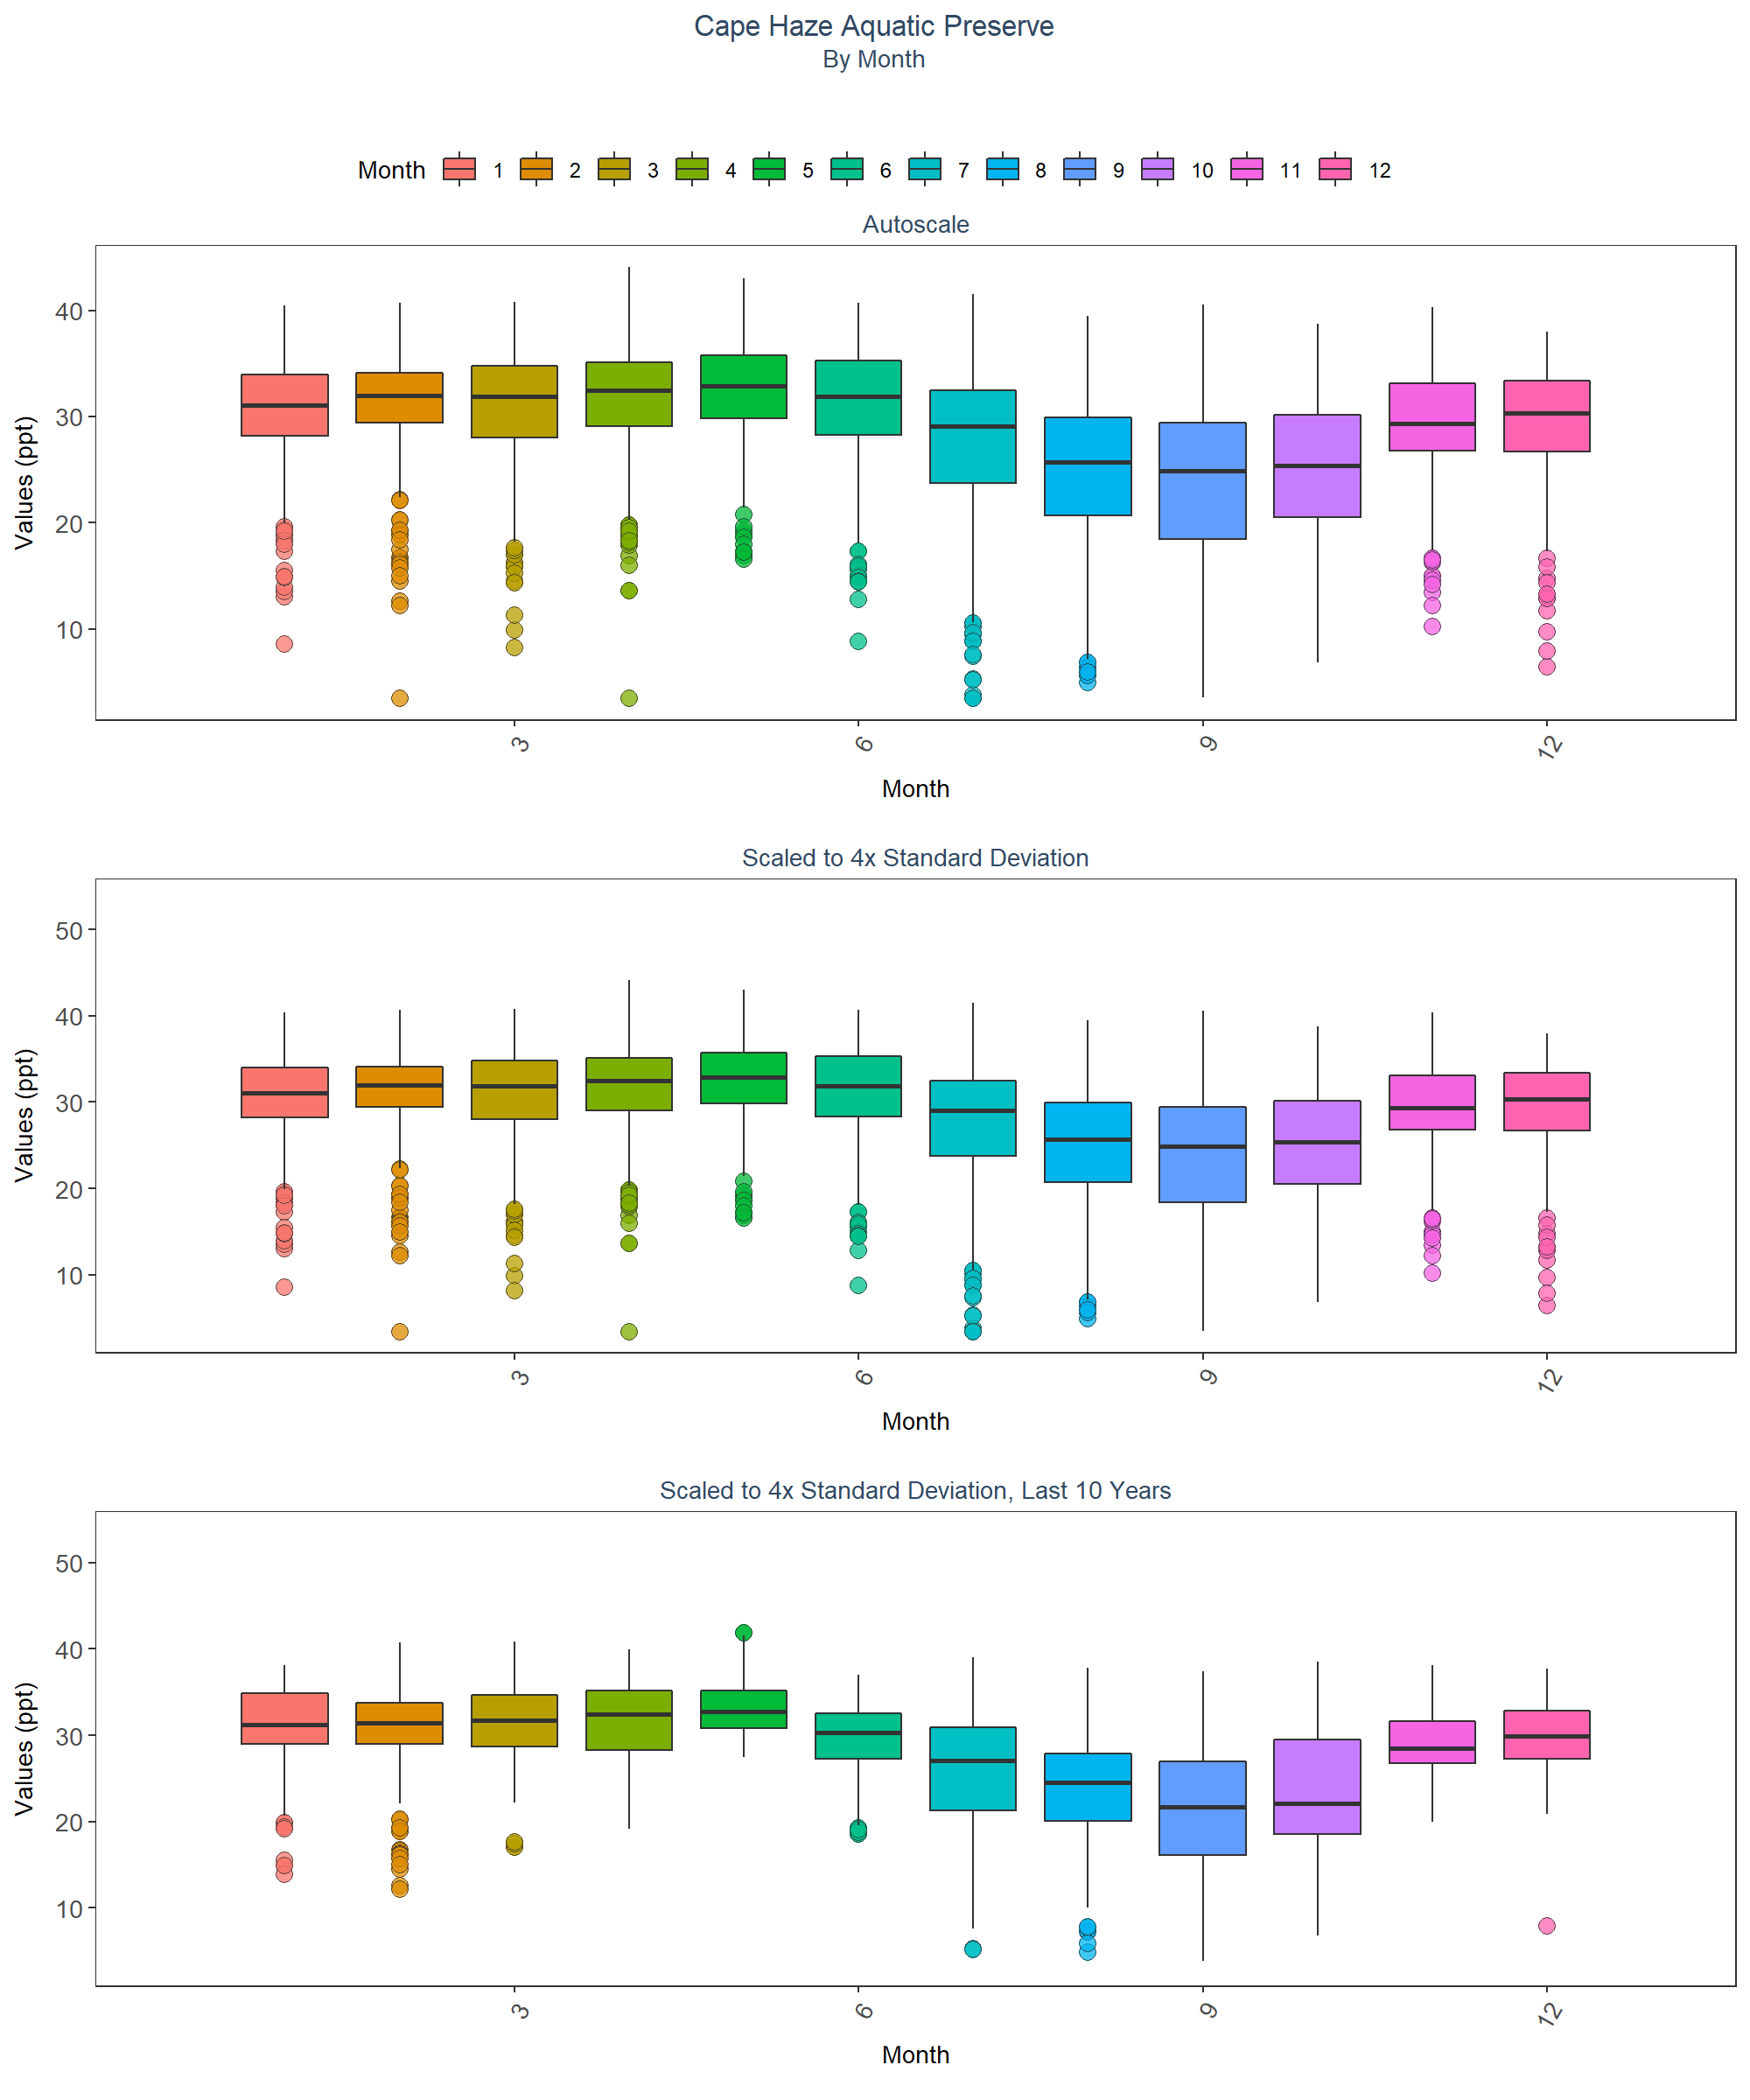 Cape Haze Aquatic Preserve
By Month
Month 1 2 3 4 5 6 7 8 9 10 11 12
Autoscale
Values (ppt)
40
30
20
10
3 6 9 12
Month
Scaled to 4x Standard Deviation
Values (ppt)
50
40
30
20
10
3 6 9 12
Month
Scaled to 4x Standard Deviation, Last 10 Years
Values (ppt)
50
40
30
20
10
3 6 9 12
Month